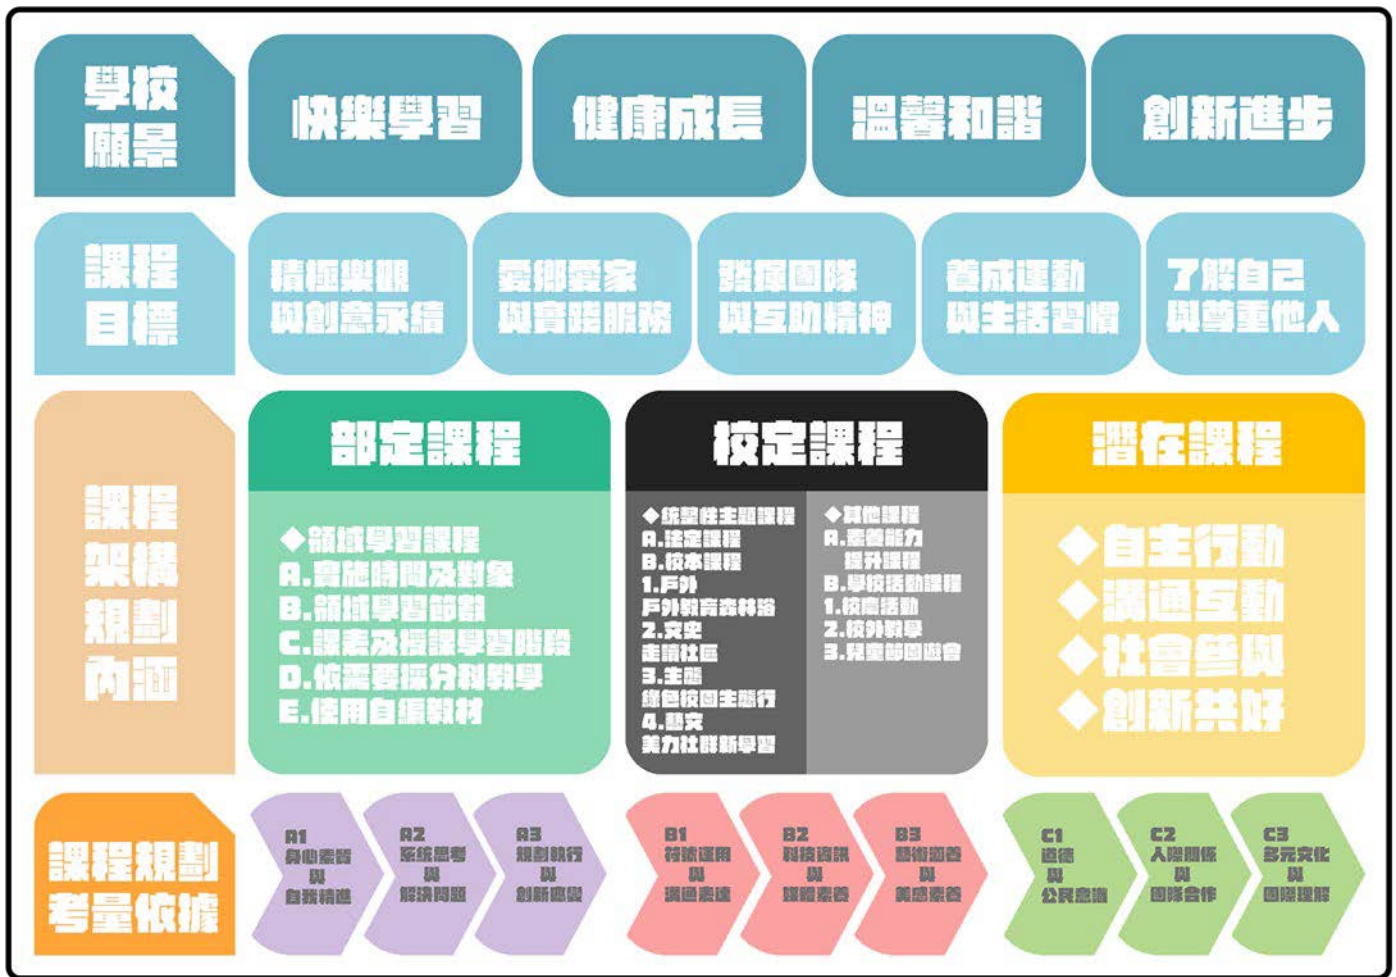 學校
願景
快樂學習
健康成長
溫馨和諧
創新進步
課程
目標
積極樂觀
與創意永續
愛鄉愛家
與實踐服務
發揮團隊
與互助精神
養成運動
與生活習慣
了解自己
與尊重他人
課程
架構
規劃
內涵
部定課程
◆領域學習課程
A.實施時間及對象
B.領域學習節數
C.課表及授課學習階段
D.依需要採分科教學
E.使用自編教材
校定課程
◆統整性主題課程
A.法定課程
B.校本課程
1.戶外
戶外教育森林浴
2.文史
走讀社區
3.生態
綠色校園生態行
4.藝文
美力社群新學習
◆其他課程
A.素養能力
提升課程
B.學校活動課程
1.校慶活動
2.校外教學
3.兒童節園遊會
潛在課程
◆自主行動
◆溝通互動
◆社會參與
◆創新共好
課程規劃
考量依據
A1
身心素質
與
自我精進
A2
系統思考
與
解決問題
A3
規劃執行
與
創新應變
B1
符號運用
與
溝通表達
B2
科技資訊
與
媒體素養
B3
藝術涵養
與
美感素養
C1
道德
與
公民意識
C2
人際關係
與
團隊合作
C3
多元文化
與
國際理解